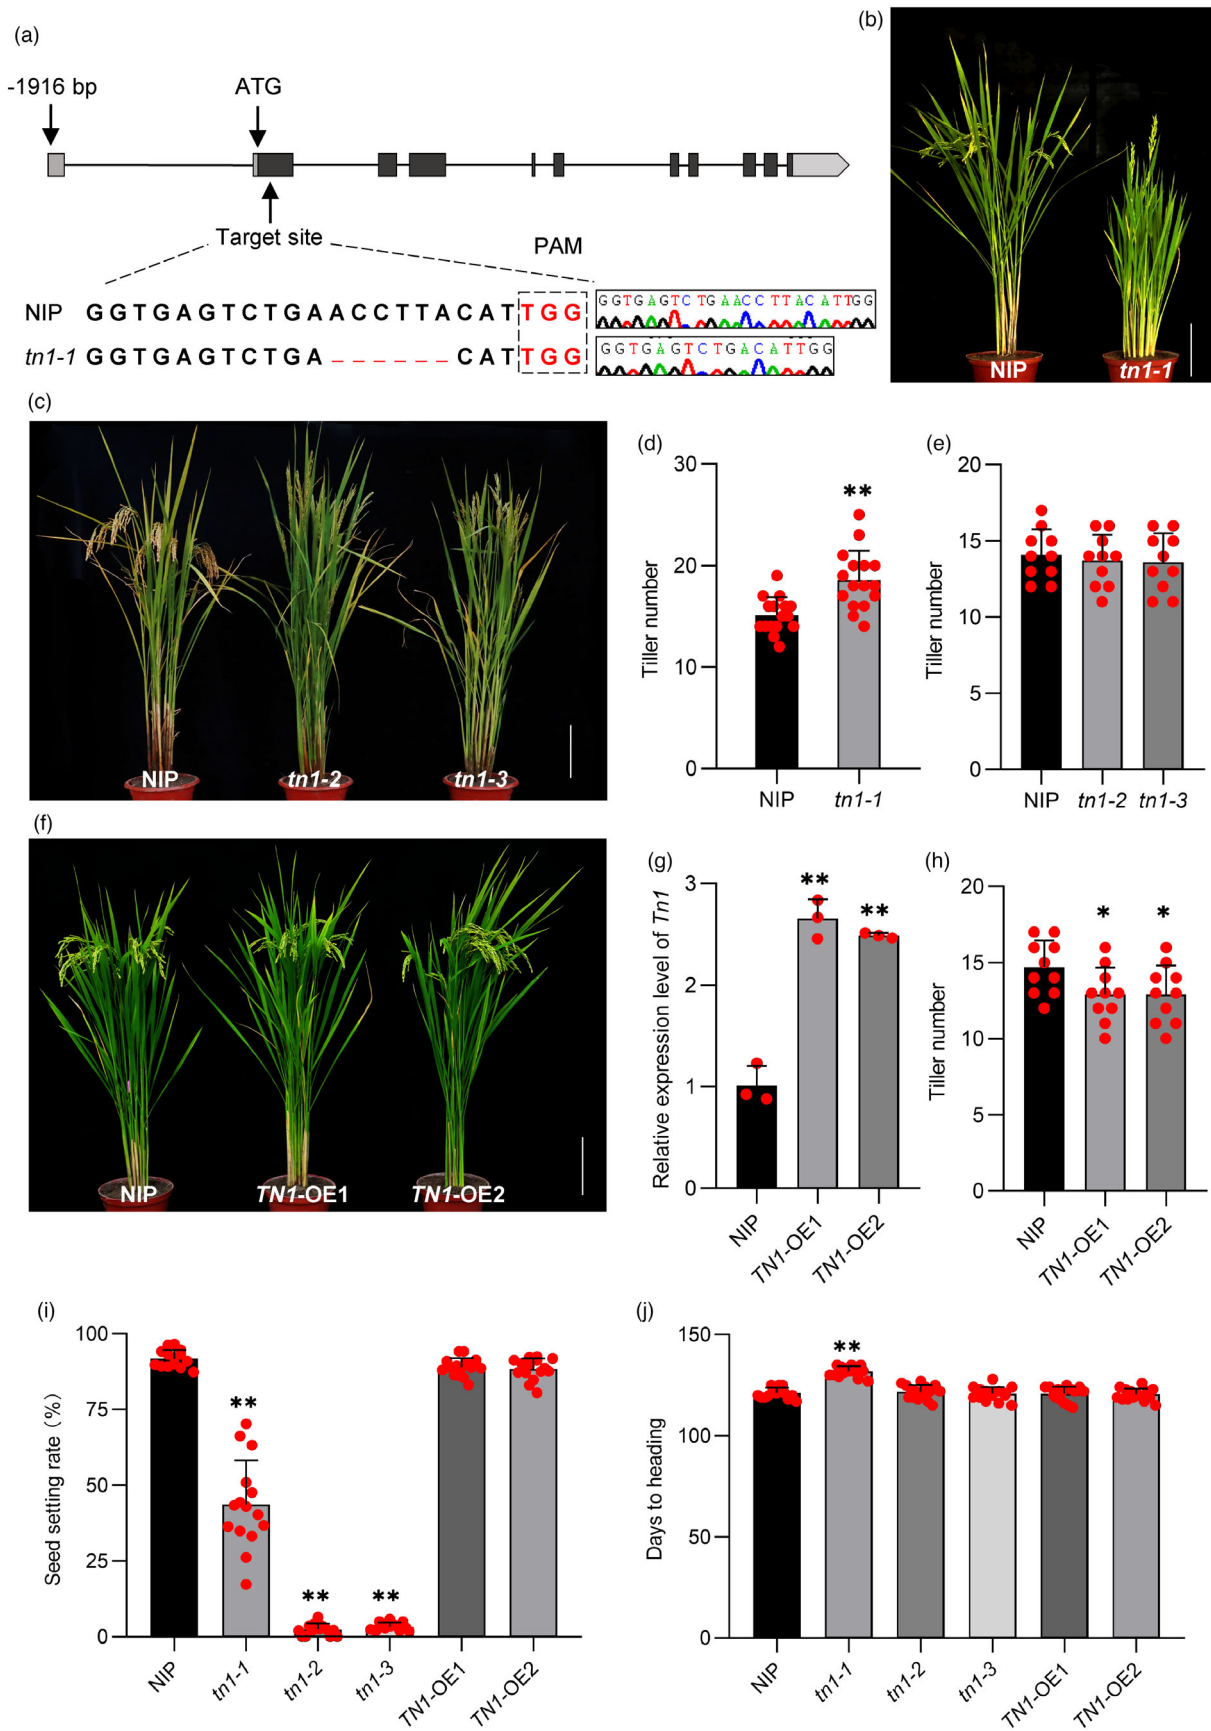 (a)
-1916 bp
ATG
Target site
PAM
NIP GGTGAGTCTGAACCTTACAT TGG
GGTGAGTCTGAACCTTACATTGG
tn1-1 GGTGAGTCTGA ______ CAT TGG
GGTGAGTCTGACATTGG
(b)
NIP tn1-1
(c)
NIP tn1-2 tn1-3
(d)
Tiller number
30
20
10
0
**
NIP tn1-1
(e)
Tiller number
20
15
10
5
0
NIP tn1-2 tn1-3
(f)
NIP TN1-OE1 TN1-OE2
(g)
Relative expression level of Tn1
3
2
1
0
** **
NIP TN1-OE1 TN1-OE2
(h)
Tiller number
20
15
10
5
0
* *
NIP TN1-OE1 TN1-OE2
(i)
Seed setting rate (%)
100
75
50
25
0
** ** **
NIP tn1-1 tn1-2 tn1-3 TN1-OE1 TN1-OE2
(j)
Days to heading
150
100
50
0
**
NIP tn1-1 tn1-2 tn1-3 TN1-OE1 TN1-OE2